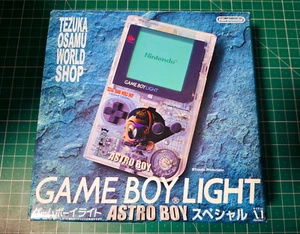 TEZUKA
OSAMU
WORLD
SHOP
Nintendo
GAME BOY LIGHT
ASTRO BOY
GAME BOY LIGHT
ゲームボーイライト ASTRO BOY スペシャル